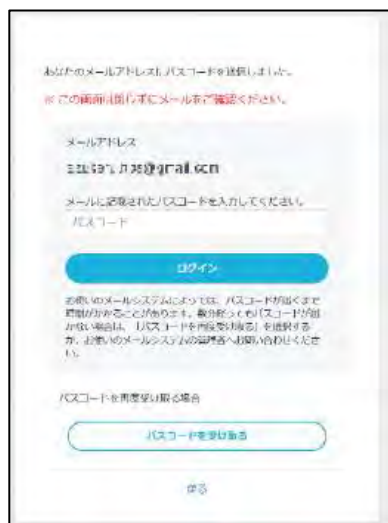 あなたのメールアドレスにパスコードを送信しました。
※ この画面は閉じずにメールをご確認ください。
メールアドレス
メールに記載されたパスコードを入力してください。
パスコード
ログイン
お使いのメールシステムによっては、パスコードが届くまで
時間がかかることがあります。数分経ってもパスコードが届
かない場合は、「パスコードを再度受け取る」を選択する
か、お使いのメールシステムの管理者へお問い合わせくださ
い。
パスコードを再度受け取る場合
パスコードを受け取る
戻る